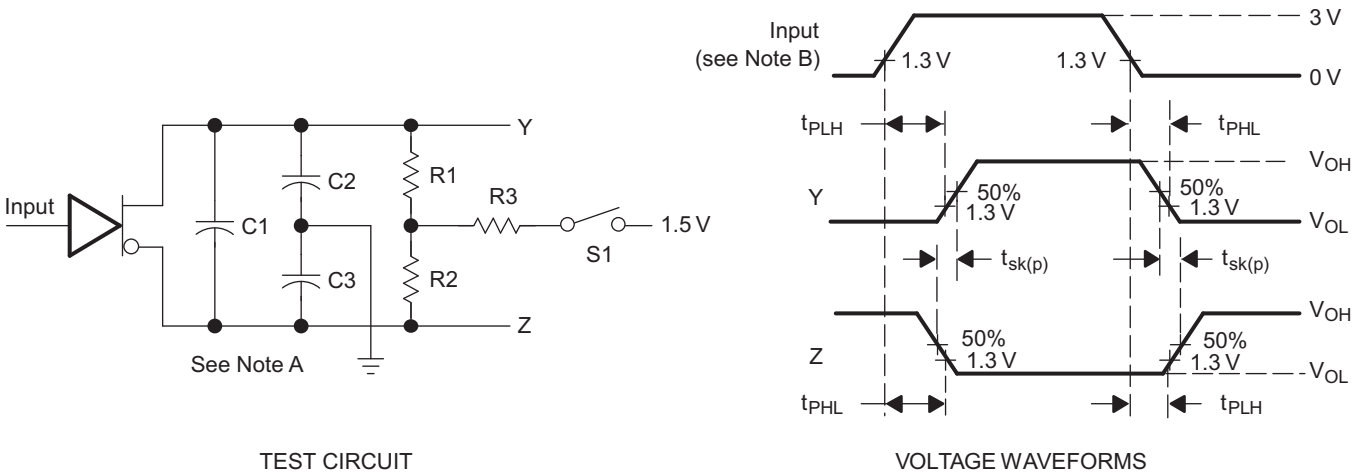 Input
C1
C2
C3
R1
R2
R3
S1
1.5 V
Y
Z
See Note A
TEST CIRCUIT
Input
(see Note B)
1.3 V
1.3 V
3 V
0 V
tPLH
tPHL
Y
50%
1.3 V
50%
1.3 V
VOH
VOL
tsk(p)
tsk(p)
Z
50%
1.3 V
50%
1.3 V
VOH
VOL
tPHL
tPLH
VOLTAGE WAVEFORMS